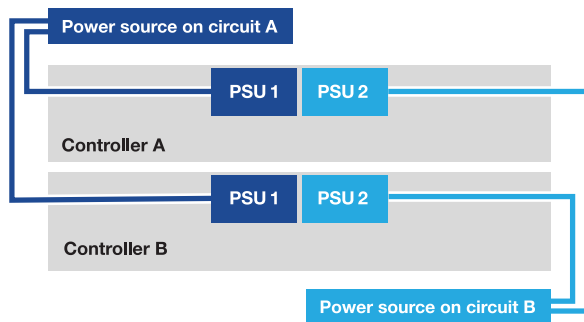 Power source on circuit A
PSU 1 PSU 2
Controller A
PSU 1 PSU 2
Controller B
Power source on circuit B